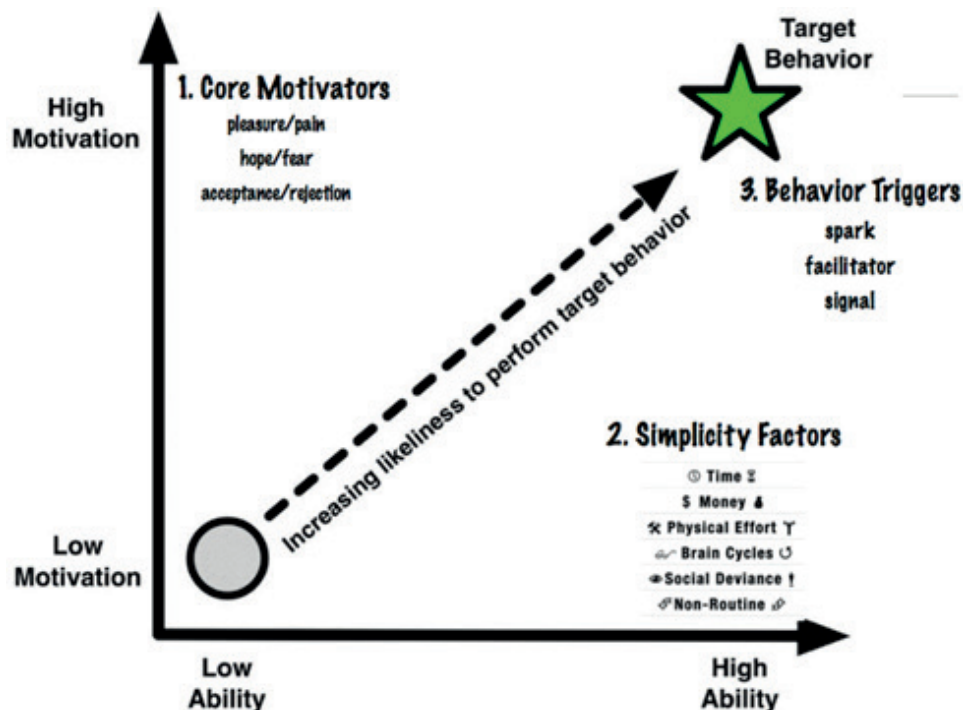 Target
Behavior
High
Motivation
1. Core Motivators
pleasure/pain
hope/fear
acceptance/rejection
3. Behavior Triggers
spark
facilitator
signal
Increasing likeliness to perform target behavior
2. Simplicity Factors
Time
$ Money
Physical Effort
Brain Cycles
Social Deviance
Non-Routine
Low
Motivation
Low
Ability
High
Ability